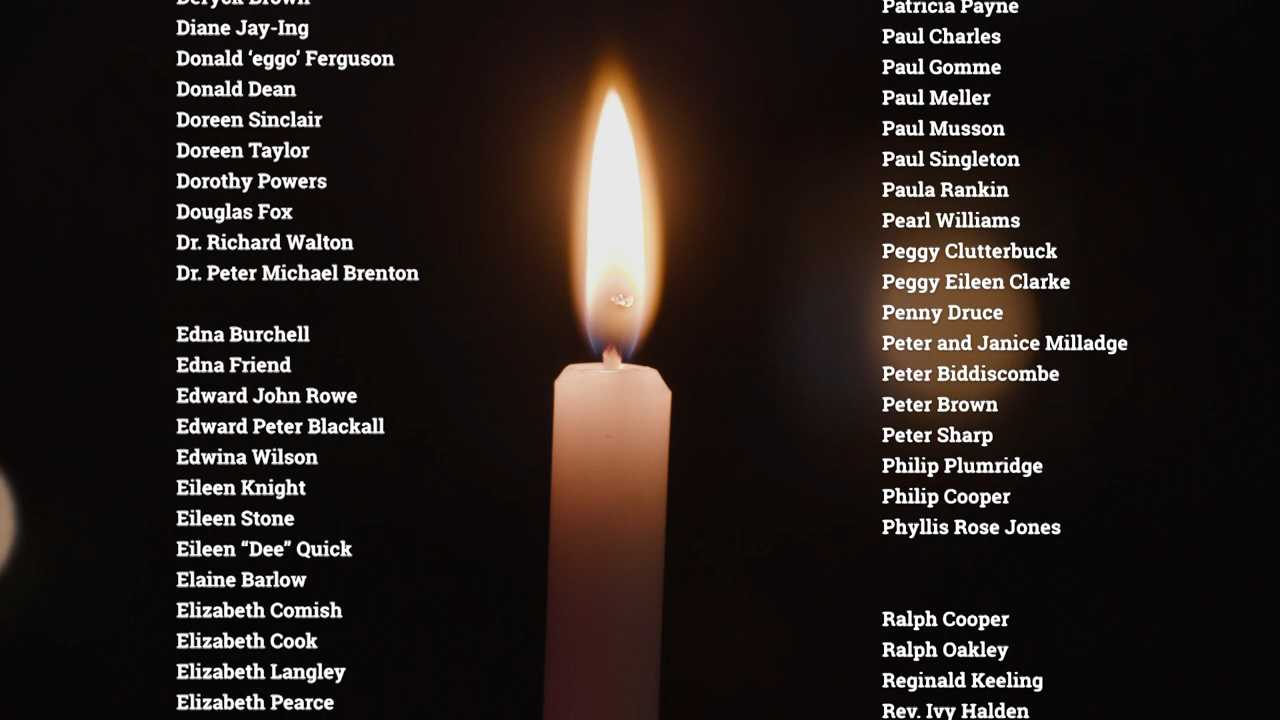 Deryck Brown
Diane Jay-Ing
Donald ‘eggo’ Ferguson
Donald Dean
Doreen Sinclair
Doreen Taylor
Dorothy Powers
Douglas Fox
Dr. Richard Walton
Dr. Peter Michael Brenton
Edna Burchell
Edna Friend
Edward John Rowe
Edward Peter Blackall
Edwina Wilson
Eileen Knight
Eileen Stone
Eileen “Dee” Quick
Elaine Barlow
Elizabeth Comish
Elizabeth Cook
Elizabeth Langley
Elizabeth Pearce
Patricia Payne
Paul Charles
Paul Gomme
Paul Meller
Paul Musson
Paul Singleton
Paula Rankin
Pearl Williams
Peggy Clutterbuck
Peggy Eileen Clarke
Penny Druce
Peter and Janice Milladge
Peter Biddiscombe
Peter Brown
Peter Sharp
Philip Plumridge
Philip Cooper
Phyllis Rose Jones
Ralph Cooper
Ralph Oakley
Reginald Keeling
Rev. Ivy Halden